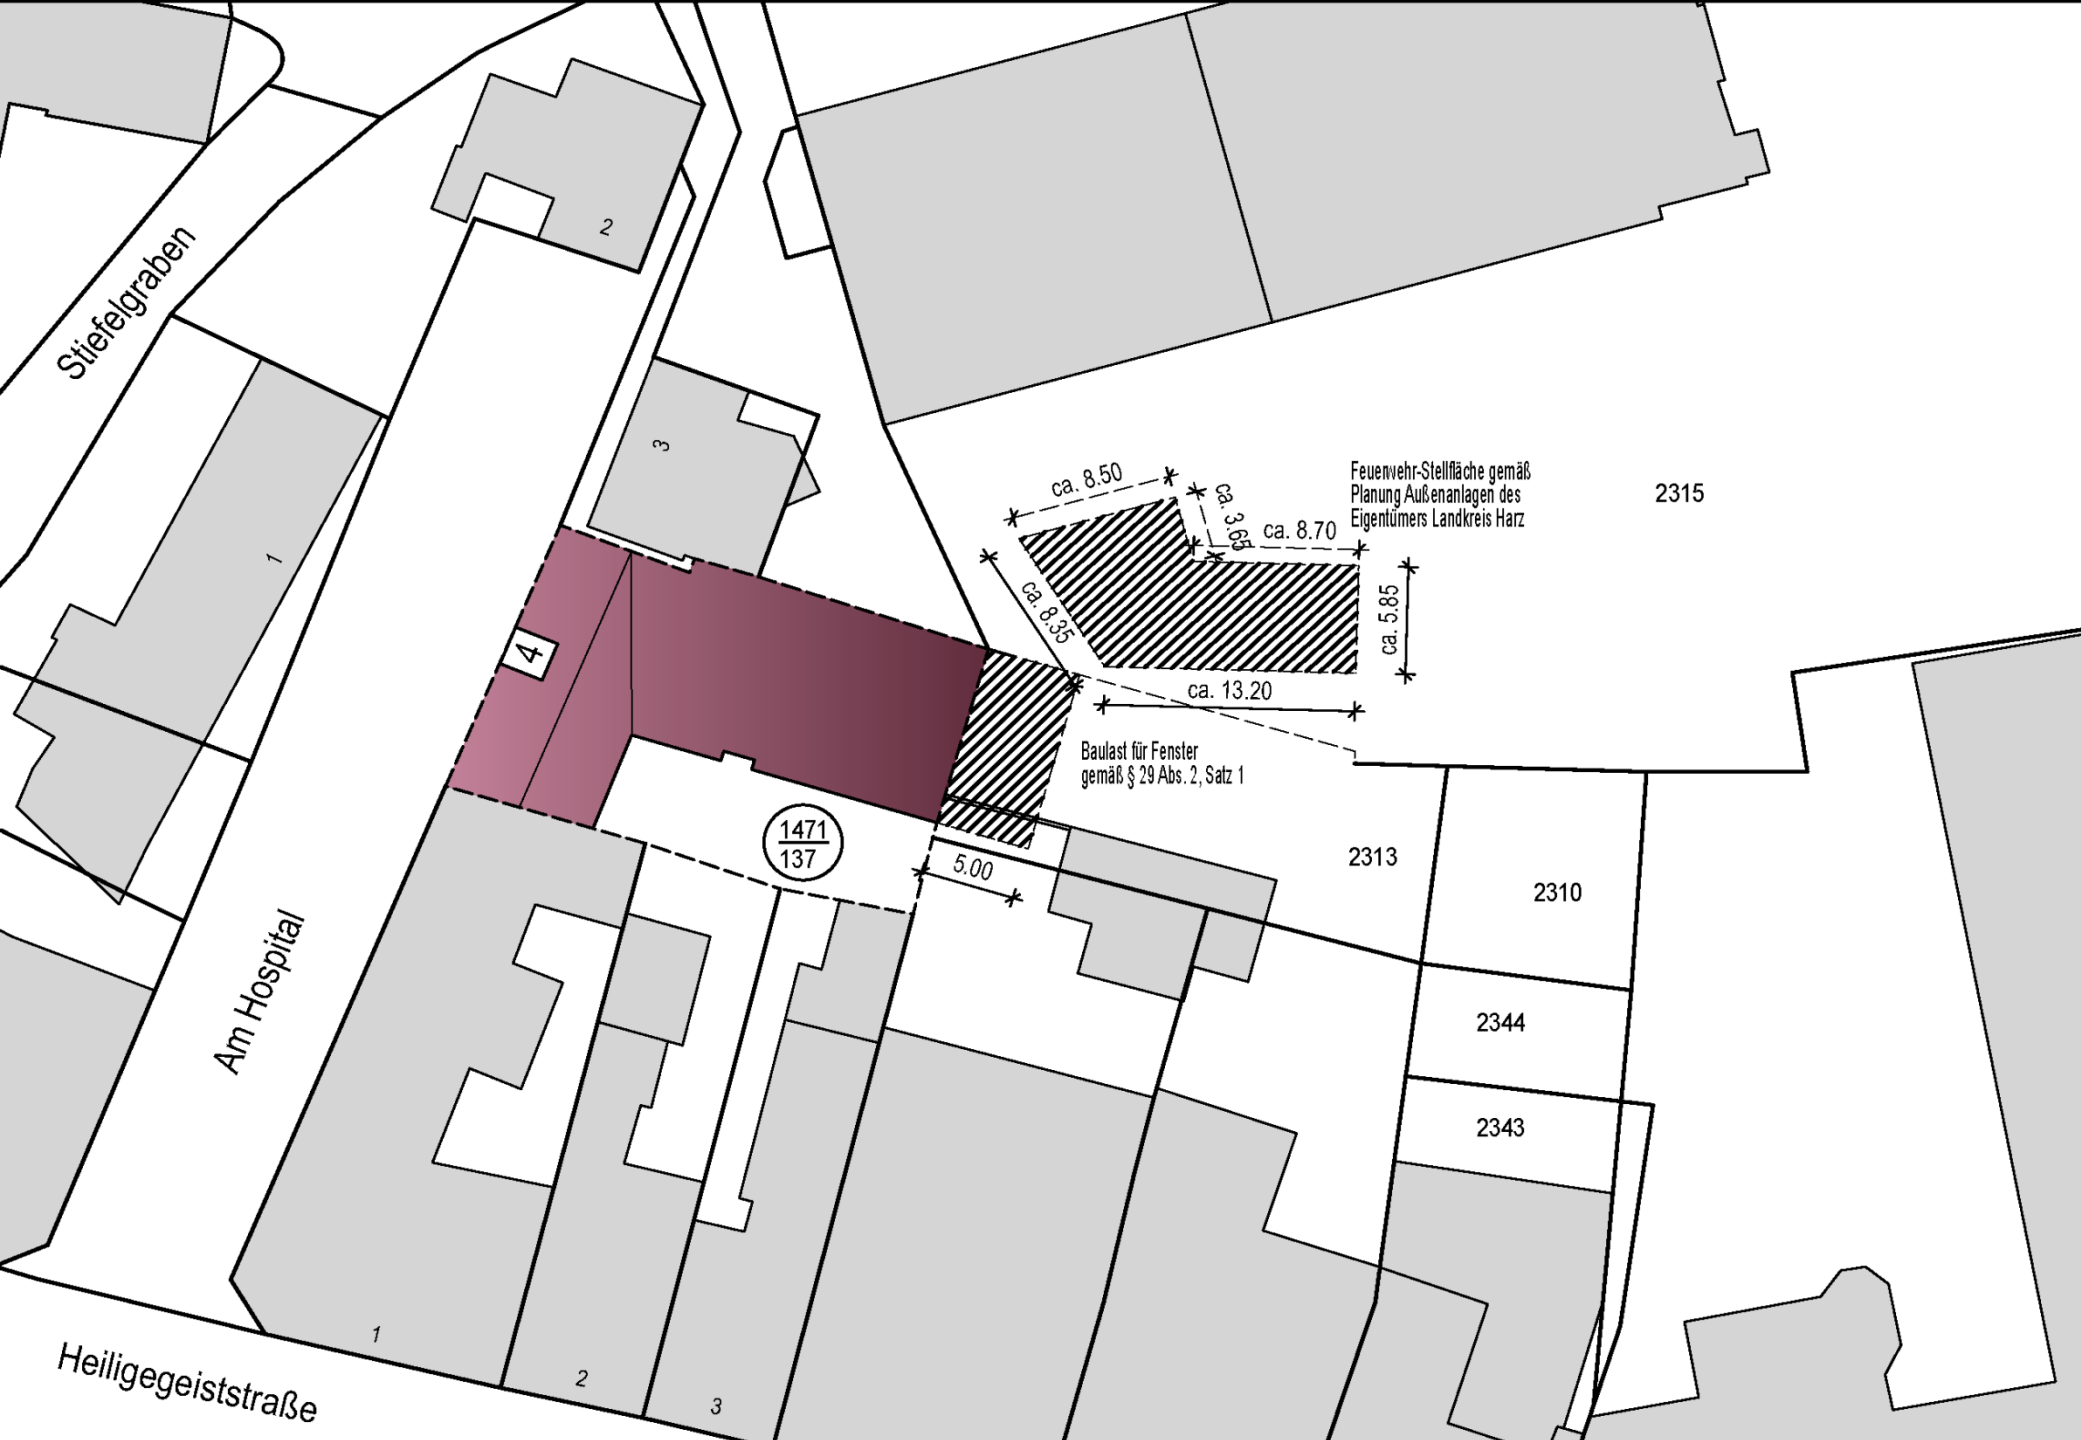 2
Stiefelgraben
3
ca. 8.50
ca. 3.65
ca. 8.70
Feuerwehr-Stellfläche gemäß
Planung Außenanlagen des
Eigentümers Landkreis Harz
2315
1
ca. 8.35
ca. 5.85
4
ca. 13.20
Baulast für Fenster
gemäß § 29 Abs. 2, Satz 1
1471
137
5.00
2313
2310
Am Hospital
2344
2343
1
2
3
Heiligegeiststraße